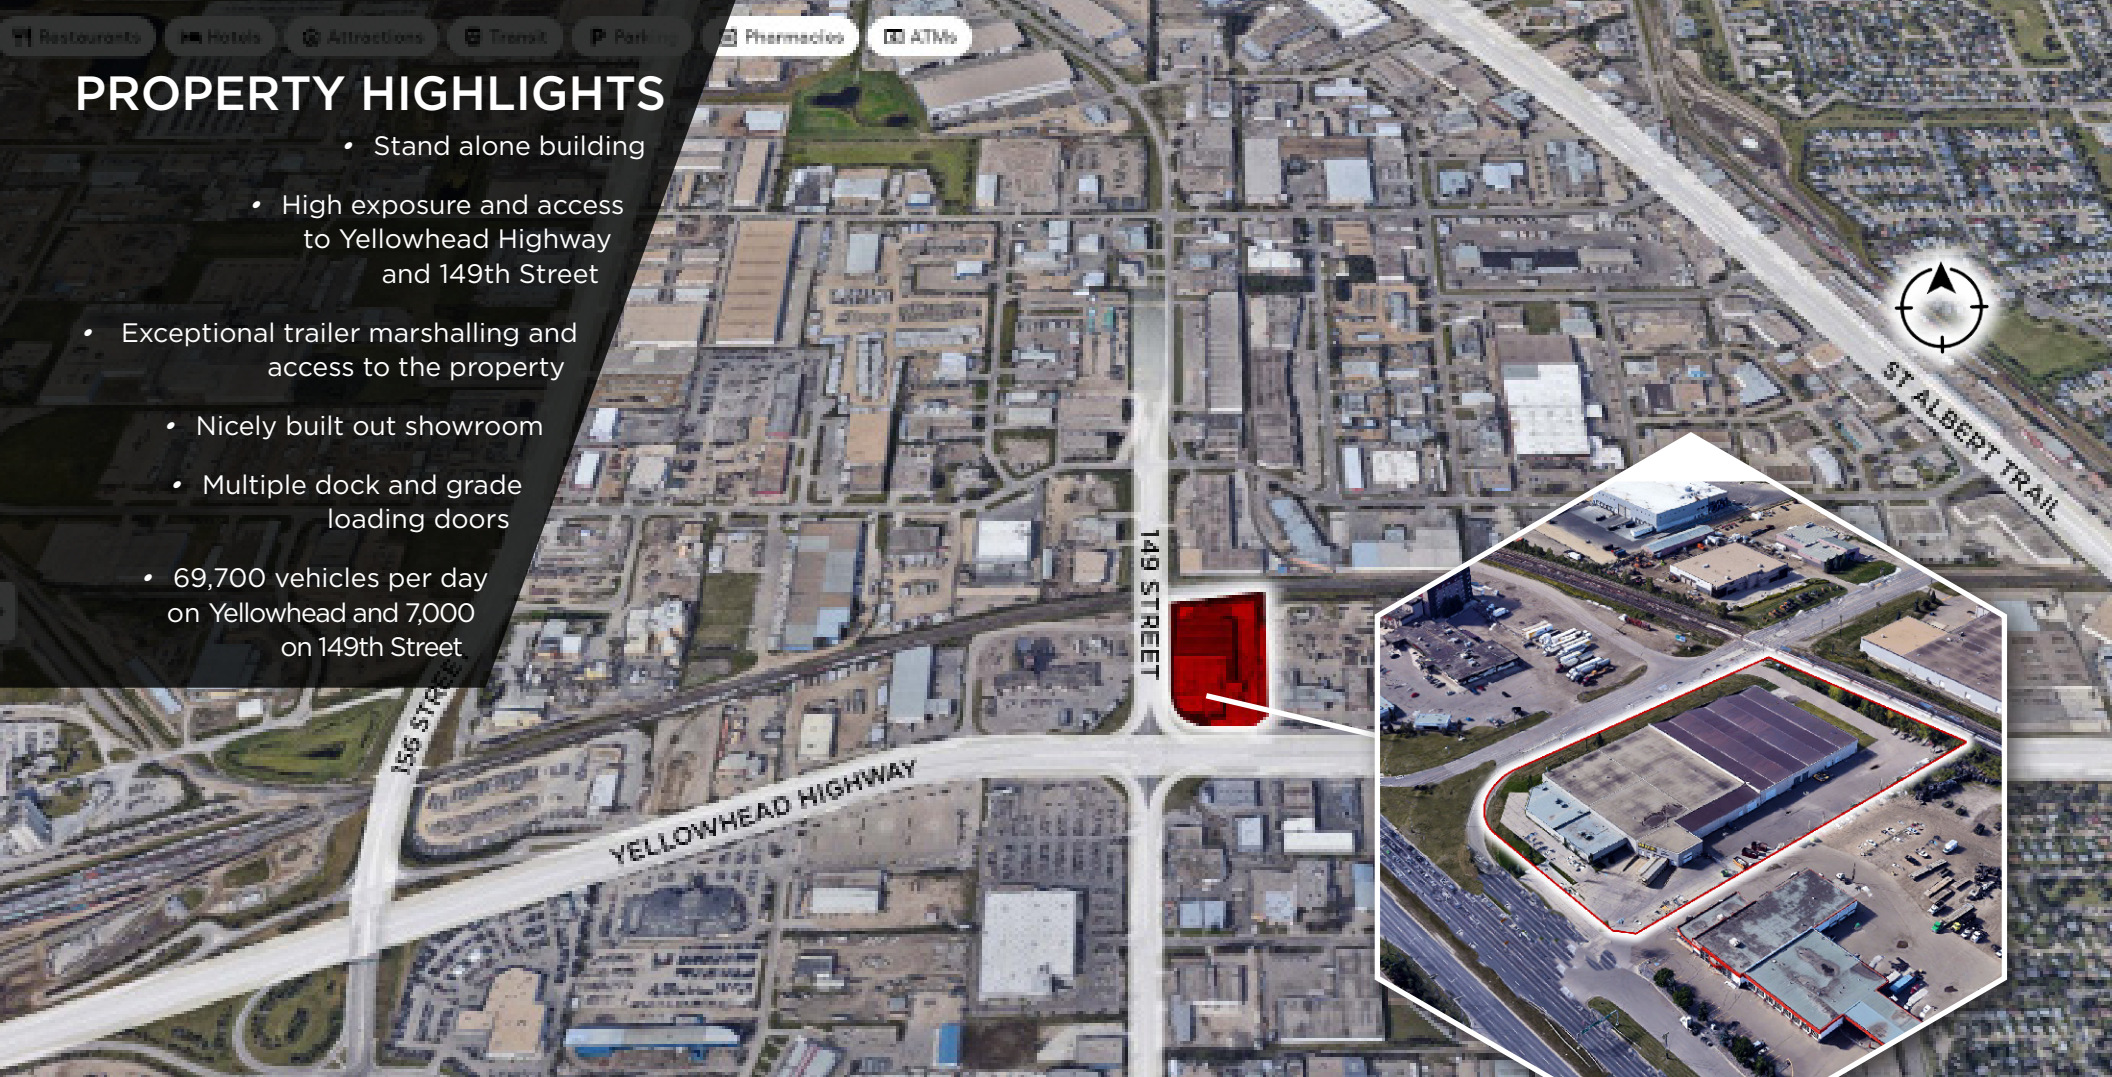 Restaurants
Hotels
Attractions
Transit
Parking
Pharmacies
ATMs
PROPERTY HIGHLIGHTS
• Stand alone building
• High exposure and access
to Yellowhead Highway
and 149th Street
• Exceptional trailer marshalling and
access to the property
• Nicely built out showroom
• Multiple dock and grade
loading doors
• 69,700 vehicles per day
on Yellowhead and 7,000
on 149th Street
ST ALBERT TRAIL
149 STREET
156 STREET
YELLOWHEAD HIGHWAY